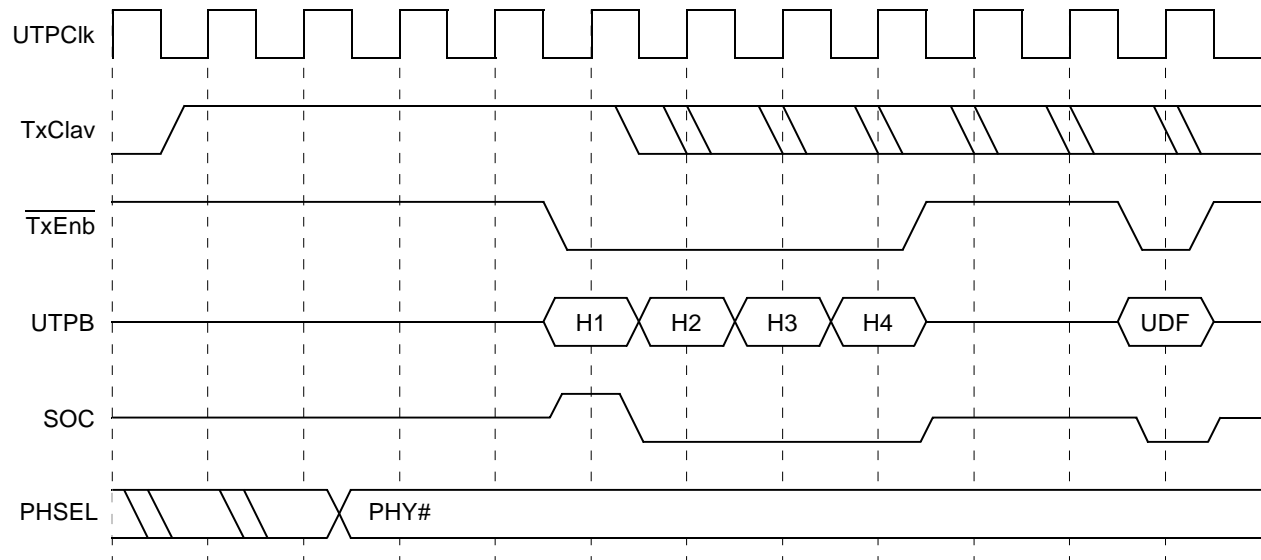 UTPClk
TxClav
TxEnb
UTPB H1 H2 H3 H4 UDF
SOC
PHSEL PHY#